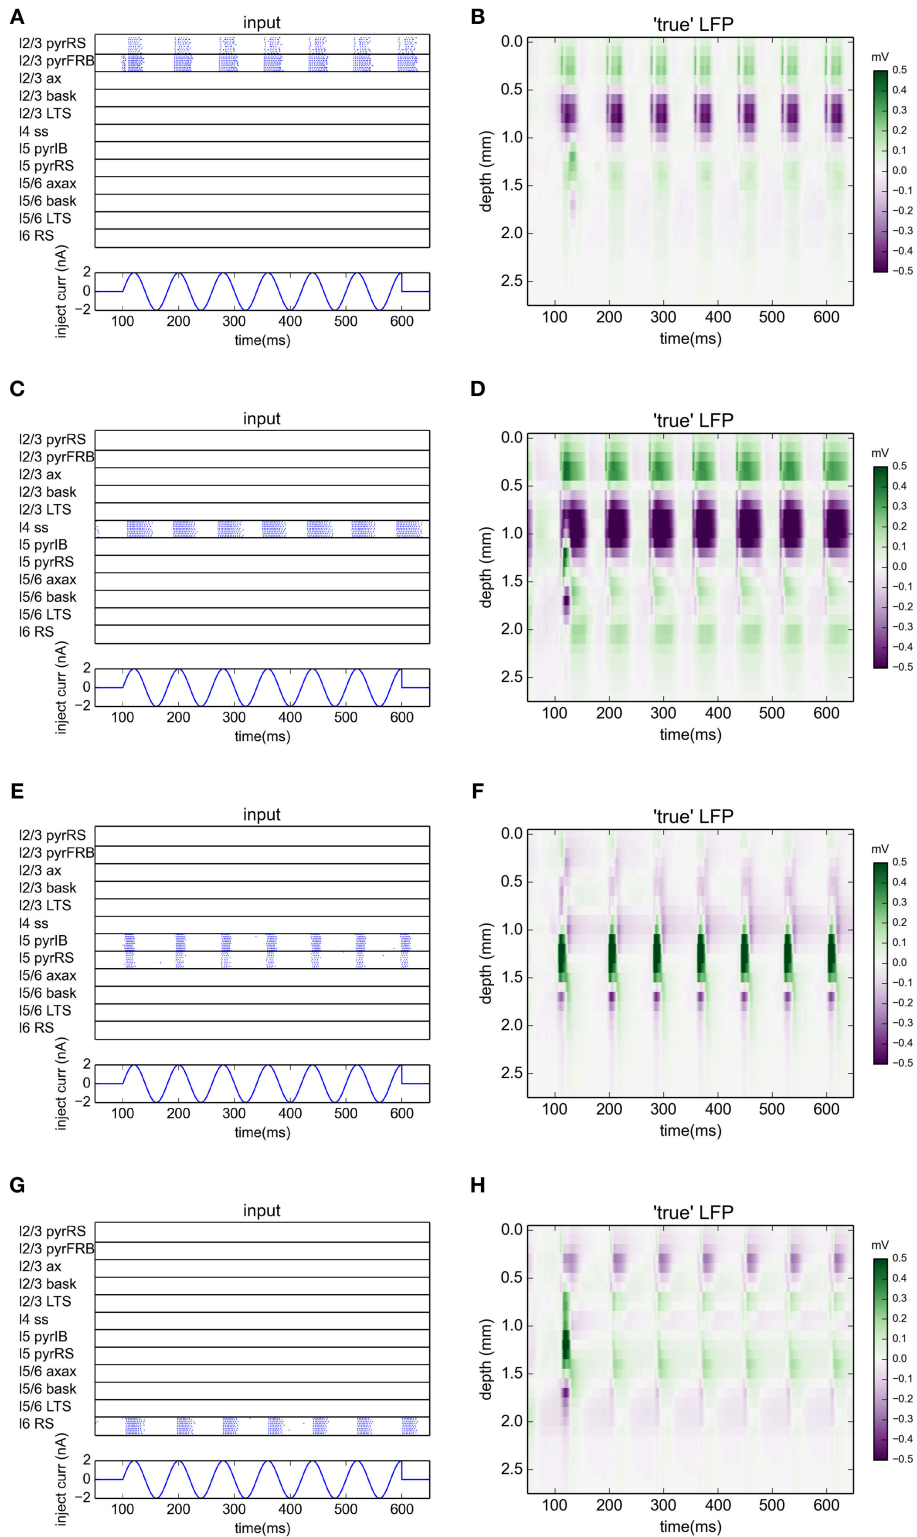 A
input
l2/3 pyrRS
l2/3 pyrFRB
l2/3 ax
l2/3 bask
l2/3 LTS
l4 ss
l5 pyrIB
l5 pyrRS
l5/6 axax
l5/6 bask
l5/6 LTS
l6 RS
inject curr (nA)
2
0
−2
100 200 300 400 500 600
time(ms)
B
'true' LFP
depth (mm)
0.0
0.5
1.0
1.5
2.0
2.5
100 200 300 400 500 600
time(ms)
mV
0.5
0.4
0.3
0.2
0.1
0.0
−0.1
−0.2
−0.3
−0.4
−0.5
C
input
l2/3 pyrRS
l2/3 pyrFRB
l2/3 ax
l2/3 bask
l2/3 LTS
l4 ss
l5 pyrIB
l5 pyrRS
l5/6 axax
l5/6 bask
l5/6 LTS
l6 RS
inject curr (nA)
2
0
−2
100 200 300 400 500 600
time(ms)
D
'true' LFP
depth (mm)
0.0
0.5
1.0
1.5
2.0
2.5
100 200 300 400 500 600
time(ms)
mV
0.5
0.4
0.3
0.2
0.1
0.0
−0.1
−0.2
−0.3
−0.4
−0.5
E
input
l2/3 pyrRS
l2/3 pyrFRB
l2/3 ax
l2/3 bask
l2/3 LTS
l4 ss
l5 pyrIB
l5 pyrRS
l5/6 axax
l5/6 bask
l5/6 LTS
l6 RS
inject curr (nA)
2
0
−2
100 200 300 400 500 600
time(ms)
F
'true' LFP
depth (mm)
0.0
0.5
1.0
1.5
2.0
2.5
100 200 300 400 500 600
time(ms)
mV
0.5
0.4
0.3
0.2
0.1
0.0
−0.1
−0.2
−0.3
−0.4
−0.5
G
input
l2/3 pyrRS
l2/3 pyrFRB
l2/3 ax
l2/3 bask
l2/3 LTS
l4 ss
l5 pyrIB
l5 pyrRS
l5/6 axax
l5/6 bask
l5/6 LTS
l6 RS
inject curr (nA)
2
0
−2
100 200 300 400 500 600
time(ms)
H
'true' LFP
depth (mm)
0.0
0.5
1.0
1.5
2.0
2.5
100 200 300 400 500 600
time(ms)
mV
0.5
0.4
0.3
0.2
0.1
0.0
−0.1
−0.2
−0.3
−0.4
−0.5